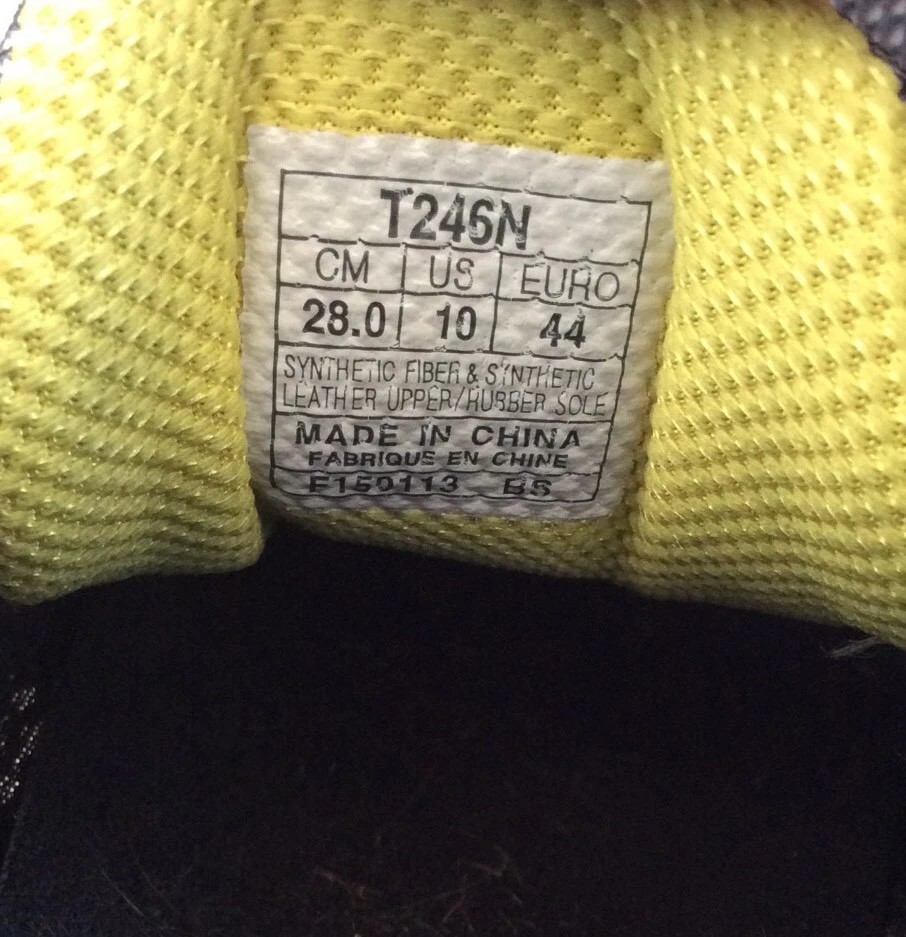 T246N
CM US EURO
28.0 10 44
SYNTHETIC FIBER & SYNTHETIC
LEATHER UPPER/RUBBER SOLE
MADE IN CHINA
FABRIQUE EN CHINE
F150113 BS